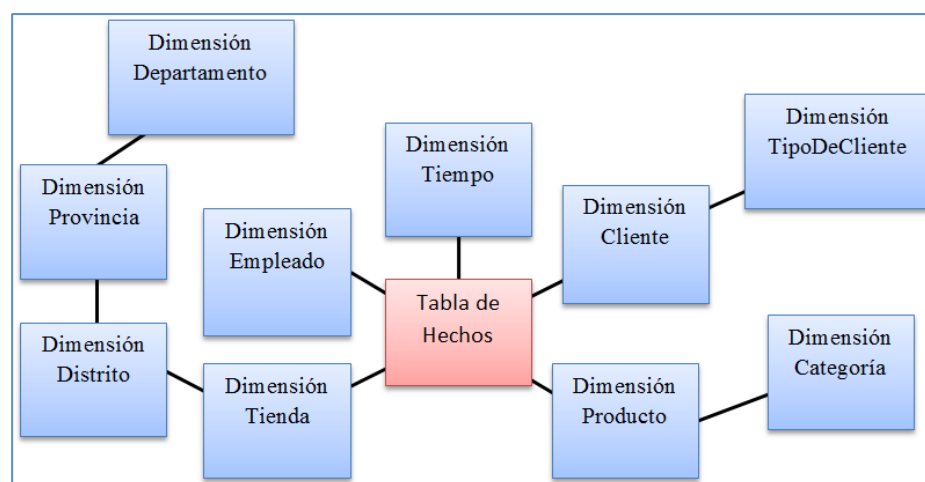 Dimensión
Departamento
Dimensión
TipoDeCliente
Dimensión
Tiempo
Dimensión
Provincia
Dimensión
Cliente
Dimensión
Empleado
Tabla de
Hechos
Dimensión
Distrito
Dimensión
Categoría
Dimensión
Tienda
Dimensión
Producto